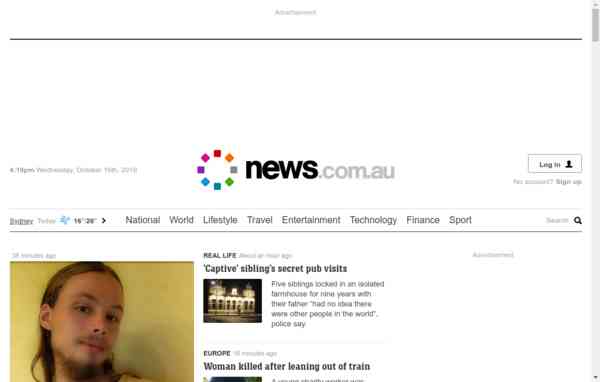 Advertisement
4:19pm Wednesday, October 16th, 2019
news.com.au
Log in
No account? Sign up
Sydney Today 16°/26°
National World Lifestyle Travel Entertainment Technology Finance Sport
Search
38 minutes ago
REAL LIFE About an hour ago
'Captive' sibling's secret pub visits
Five siblings locked in an isolated
farmhouse for nine years with
their father "had no idea there
were other people in the world",
police say
Advertisement
EUROPE 16 minutes ago
Woman killed after leaning out of train
A young charity worker was